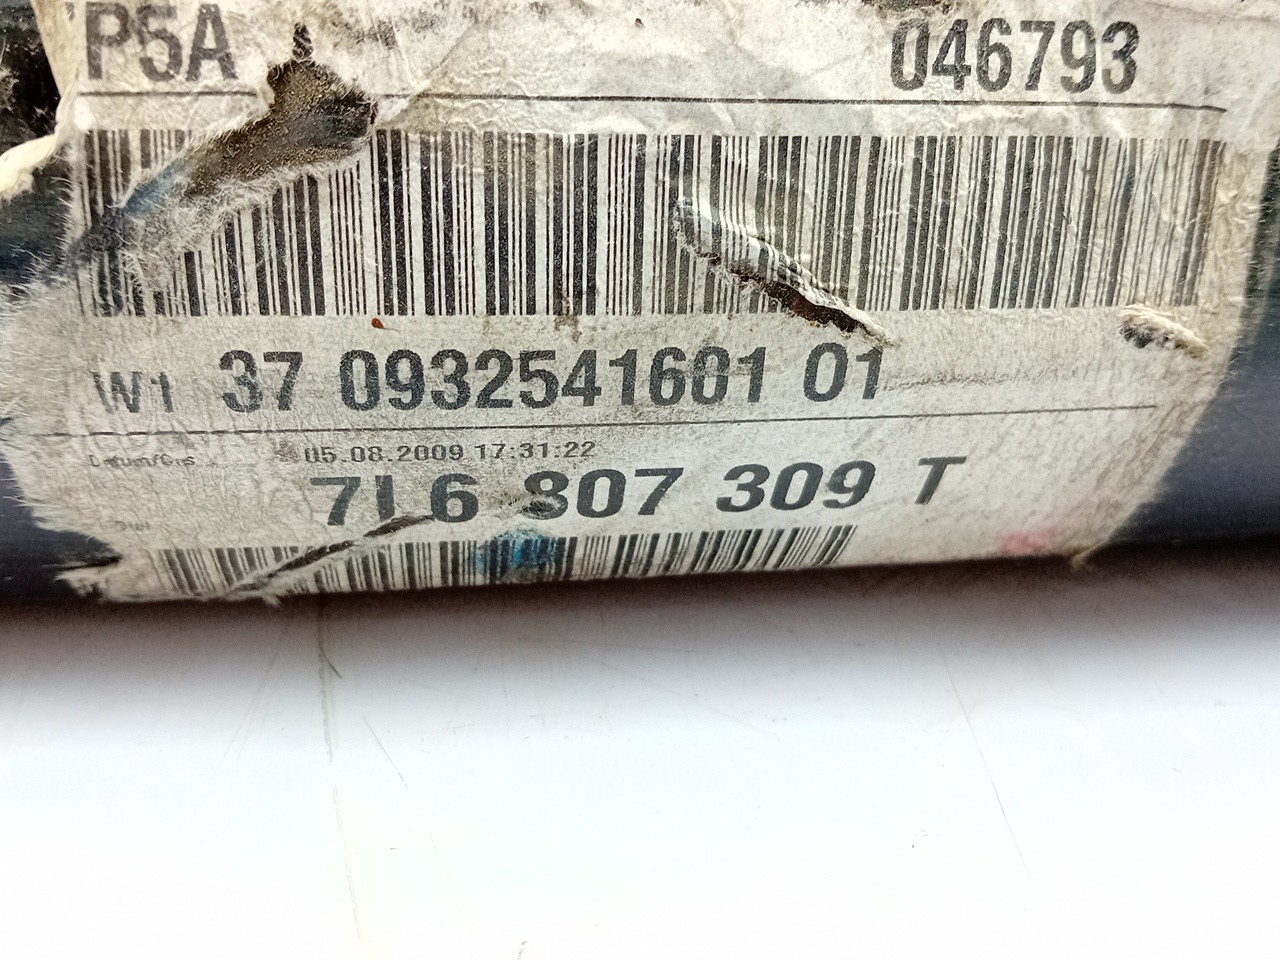 P5A 046793
W1 37 0932541601 01
05.08.2009 17:31:22
7L6 807 309 T